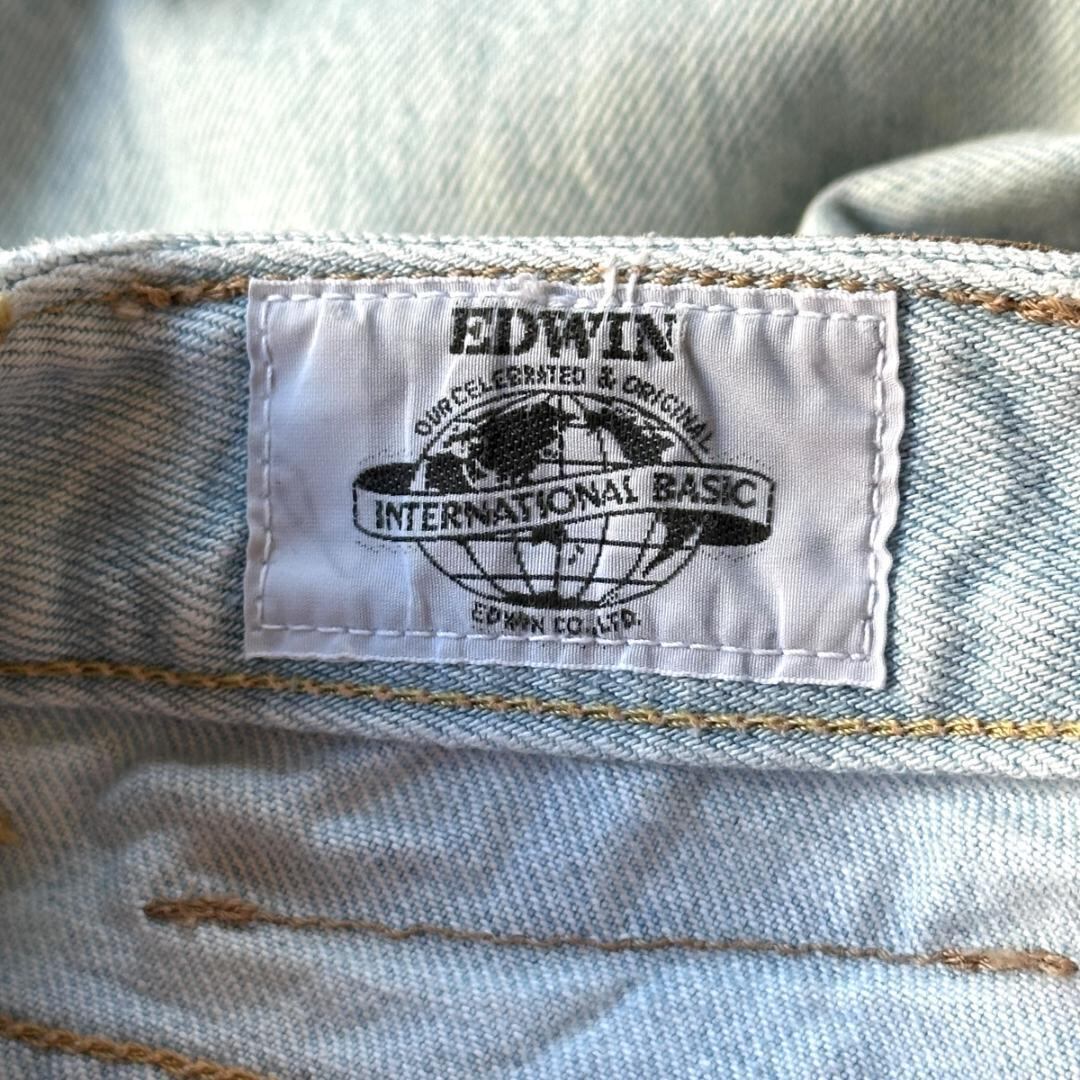 EDWIN
OUR CELEBRATED & ORIGINAL
INTERNATIONAL BASIC
EDWIN CO.,LTD.